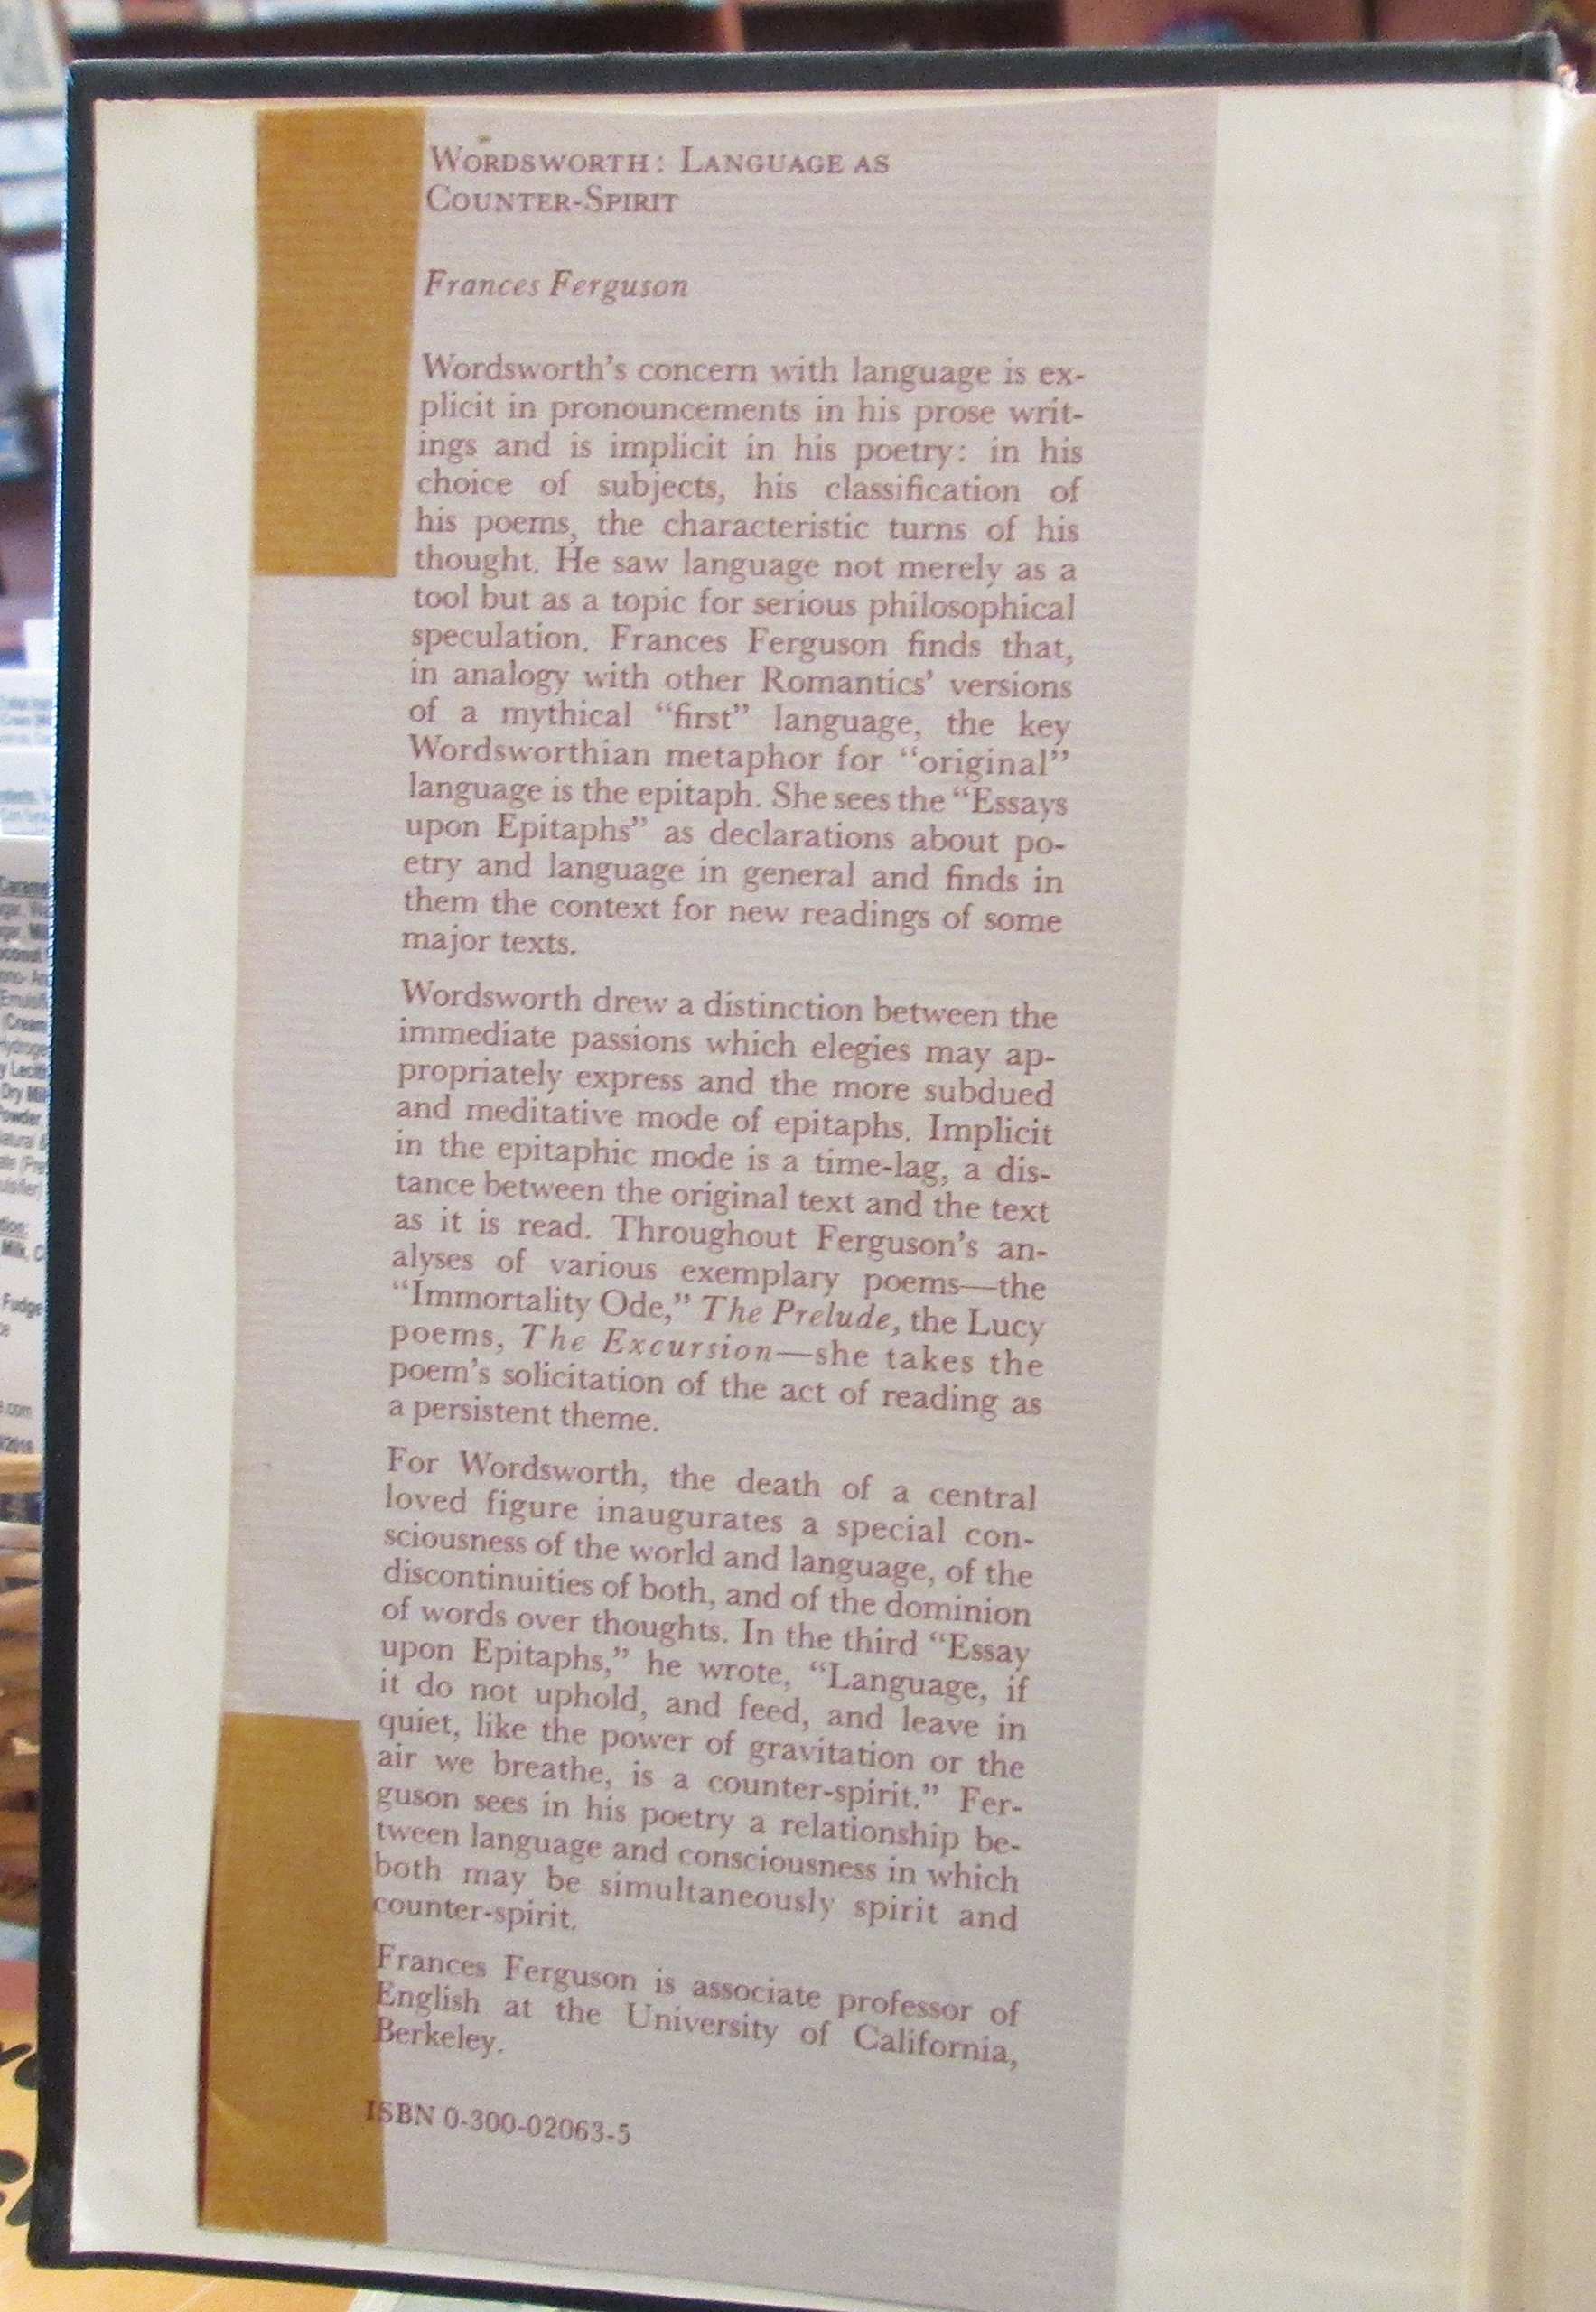 WORDSWORTH: LANGUAGE AS
COUNTER-SPIRIT
Frances Ferguson
Wordsworth's concern with language is ex-
plicit in pronouncements in his prose writ-
ings and is implicit in his poetry: in his
choice of subjects, his classification of
his poems, the characteristic turns of his
thought. He saw language not merely as a
tool but as a topic for serious philosophical
speculation. Frances Ferguson finds that,
in analogy with other Romantics' versions
of a mythical “first” language, the key
Wordsworthian metaphor for “original”
language is the epitaph. She sees the “Essays
upon Epitaphs” as declarations about po-
etry and language in general and finds in
them the context for new readings of some
major texts.
Wordsworth drew a distinction between the
immediate passions which elegies may ap-
propriately express and the more subdued
and meditative mode of epitaphs. Implicit
in the epitaphic mode is a time-lag, a dis-
tance between the original text and the text
as it is read. Throughout Ferguson's an-
alyses of various exemplary poems—the
“Immortality Ode,” The Prelude, the Lucy
poems, The Excursion—she takes the
poem's solicitation of the act of reading as
a persistent theme.
For Wordsworth, the death of a central
loved figure inaugurates a special con-
sciousness of the world and language, of the
discontinuities of both, and of the dominion
of words over thoughts. In the third “Essay
upon Epitaphs,” he wrote, “Language, if
it do not uphold, and feed, and leave in
quiet, like the power of gravitation or the
air we breathe, is a counter-spirit.” Fer-
guson sees in his poetry a relationship be-
tween language and consciousness in which
both may be simultaneously spirit and
counter-spirit.
Frances Ferguson is associate professor of
English at the University of California,
Berkeley.
ISBN 0-300-02063-5
Fudge